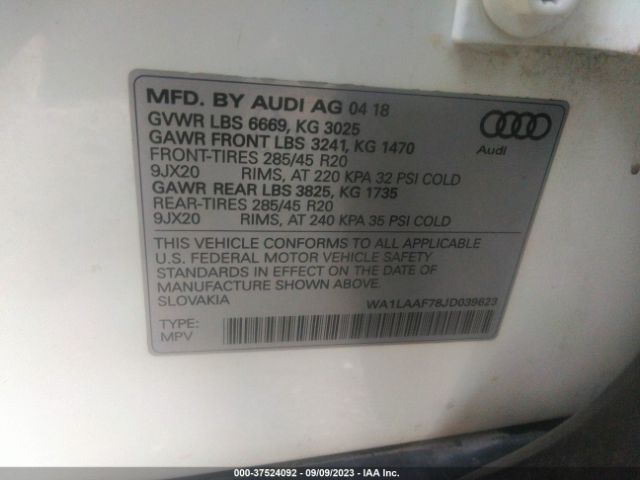 MFD. BY AUDI AG 04 18
GVWR LBS 6669, KG 3025
GAWR FRONT LBS 3241, KG 1470
FRONT-TIRES 285/45 R20
9JX20 RIMS, AT 220 KPA 32 PSI COLD
GAWR REAR LBS 3825, KG 1735
REAR-TIRES 285/45 R20
9JX20 RIMS, AT 240 KPA 35 PSI COLD
Audi
THIS VEHICLE CONFORMS TO ALL APPLICABLE
U.S. FEDERAL MOTOR VEHICLE SAFETY
STANDARDS IN EFFECT ON THE DATE OF
MANUFACTURE SHOWN ABOVE.
SLOVAKIA WA1LAAF78JD039623
TYPE:
MPV
000-37524092 - 09/09/2023 - IAA Inc.